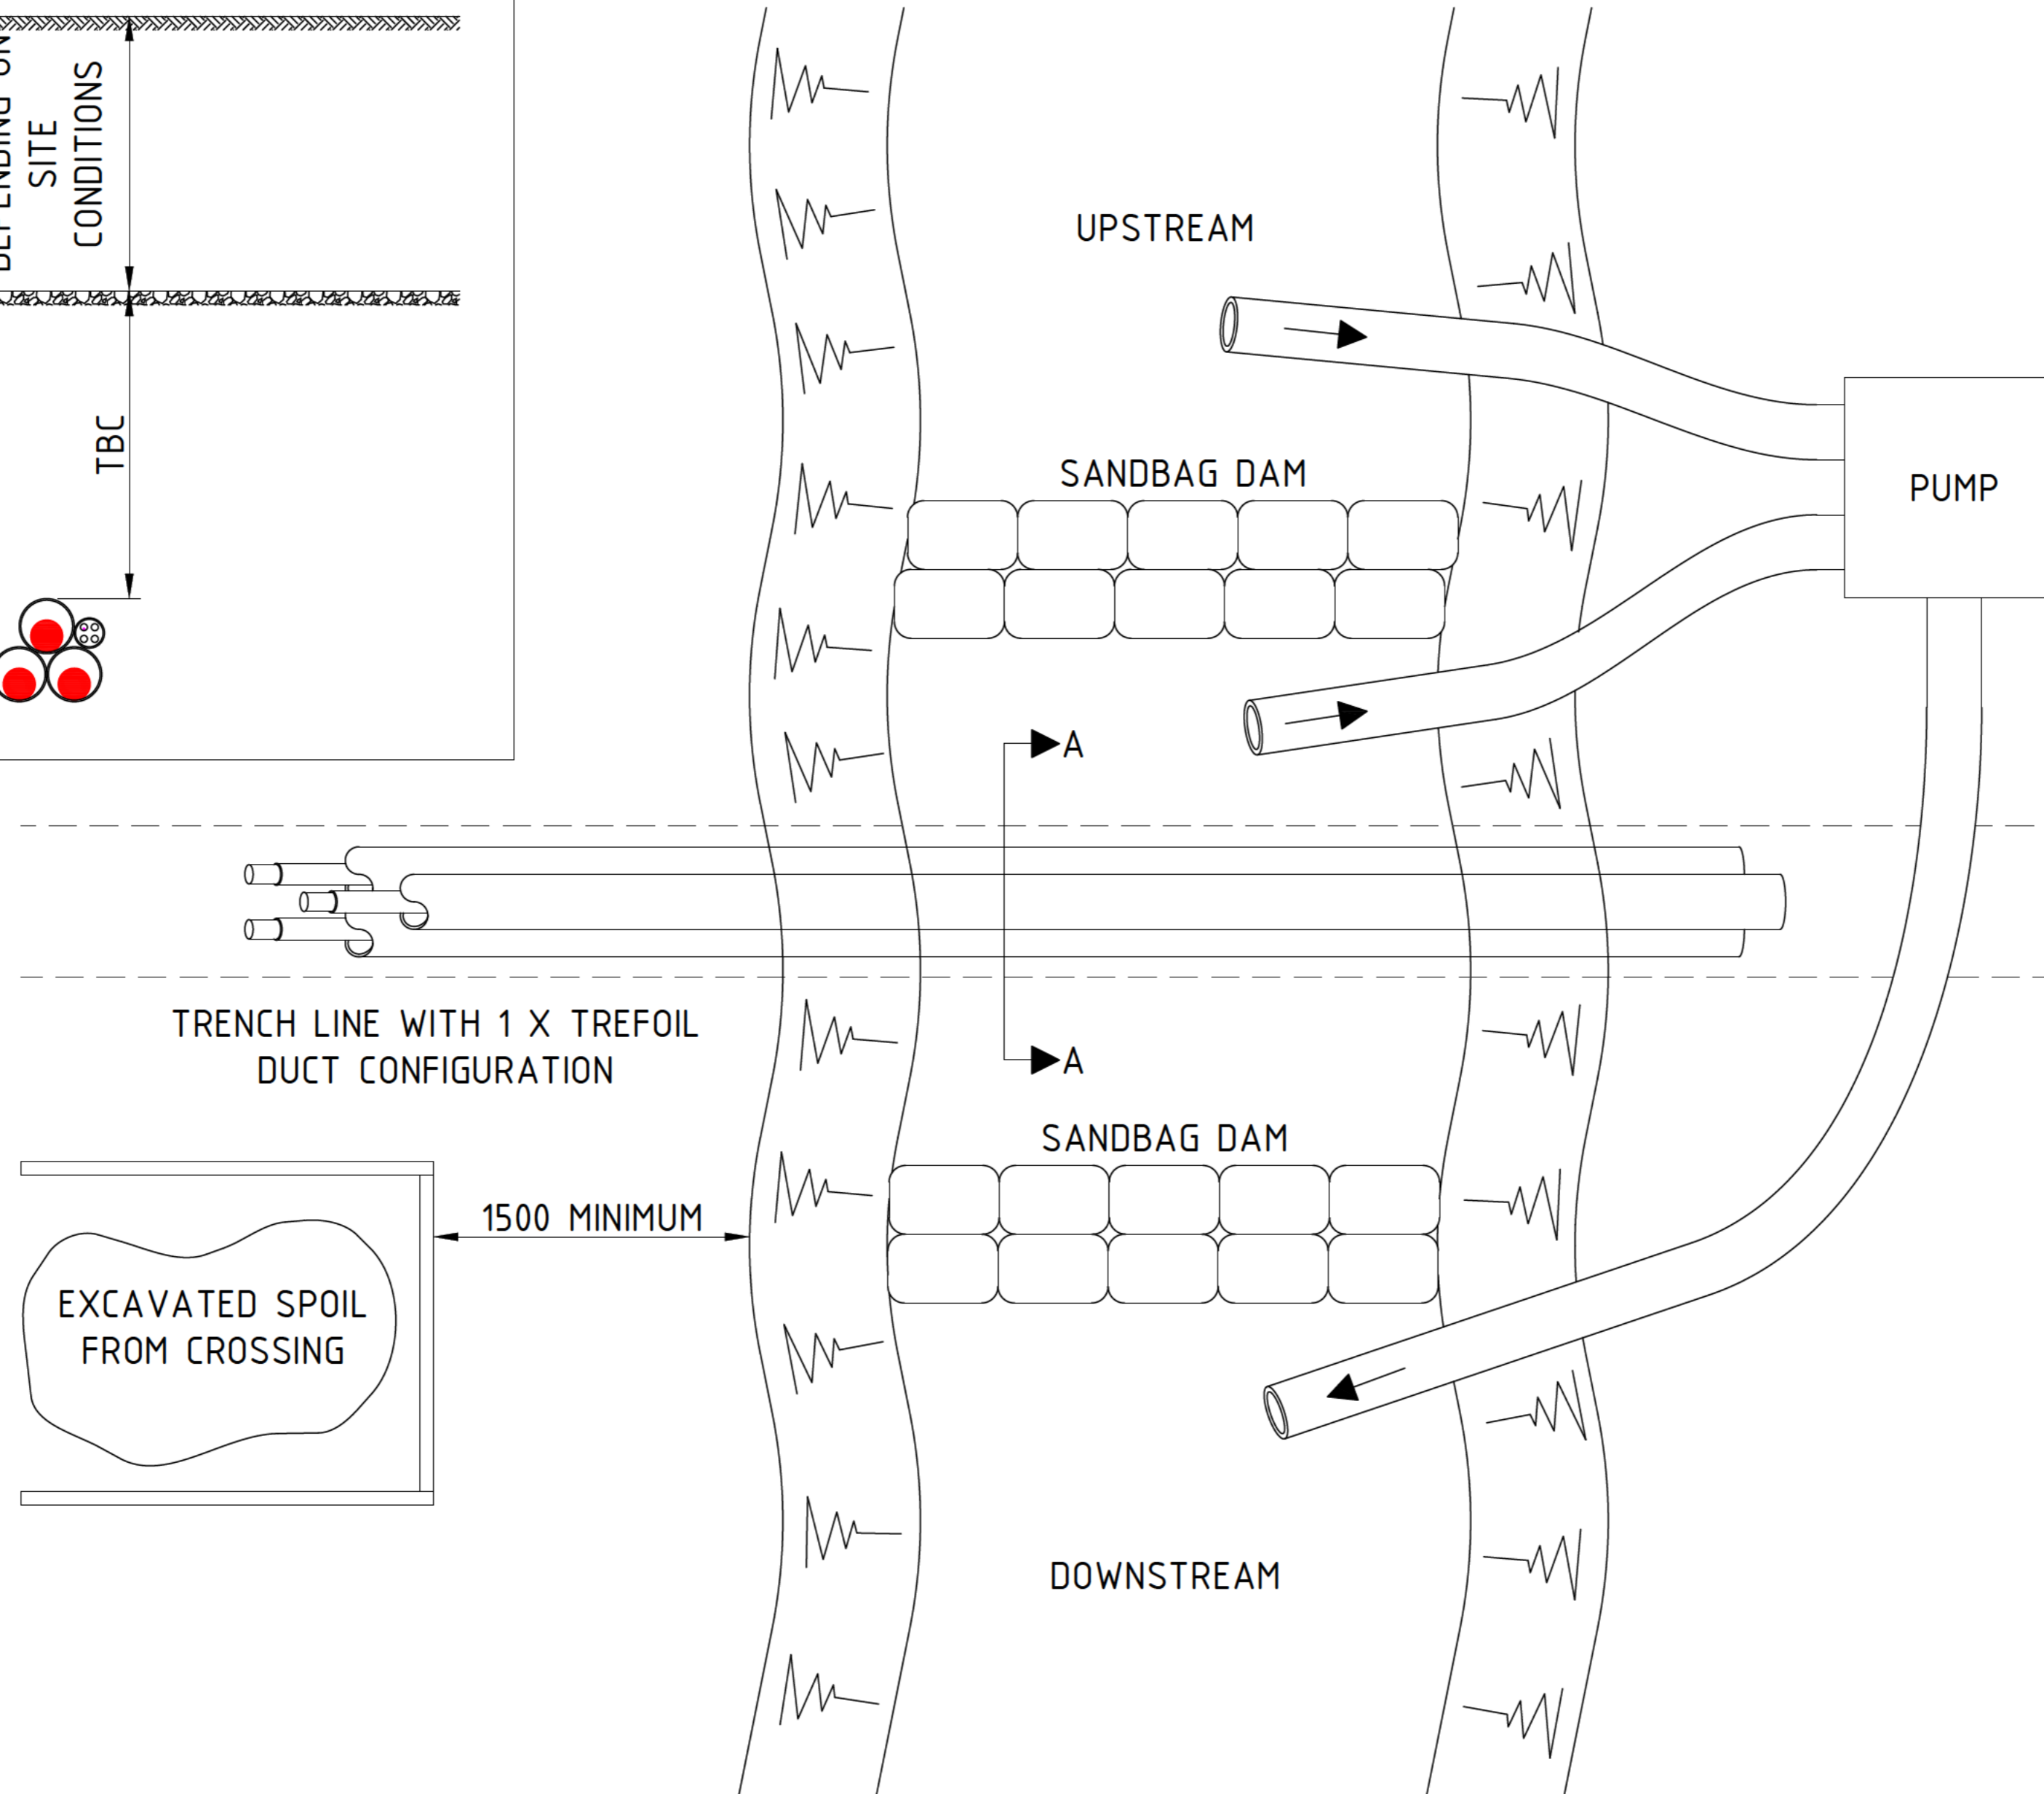 SITE
CONDITIONS
TBC
UPSTREAM
SANDBAG DAM
PUMP
A
A
TRENCH LINE WITH 1 X TREFOIL
DUCT CONFIGURATION
SANDBAG DAM
1500 MINIMUM
EXCAVATED SPOIL
FROM CROSSING
DOWNSTREAM